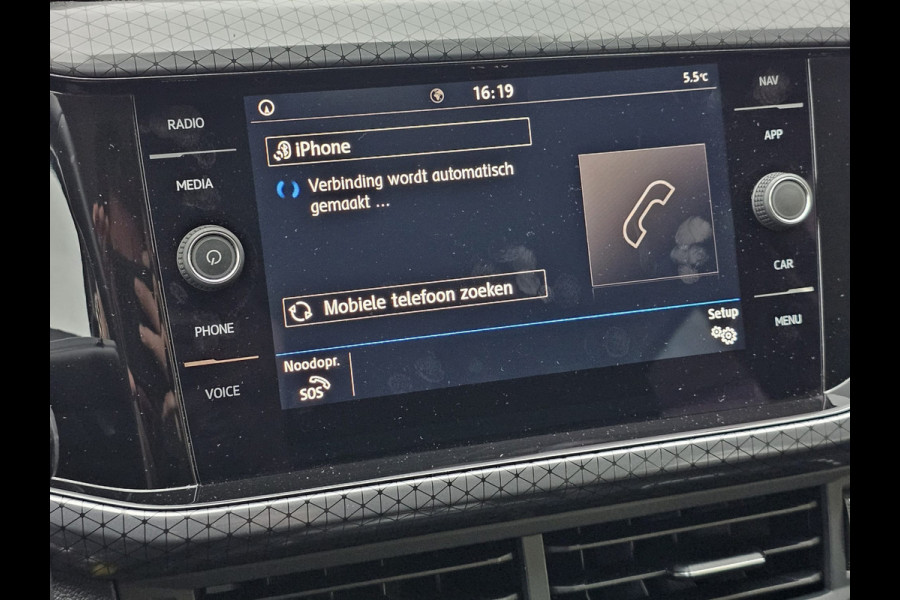 16:19
5.5°C
RADIO
MEDIA
PHONE
VOICE
iPhone
Verbinding wordt automatisch
gemaakt ...
Mobiele telefoon zoeken
Setup
Noodopr.
SOS
NAV
APP
CAR
MENU